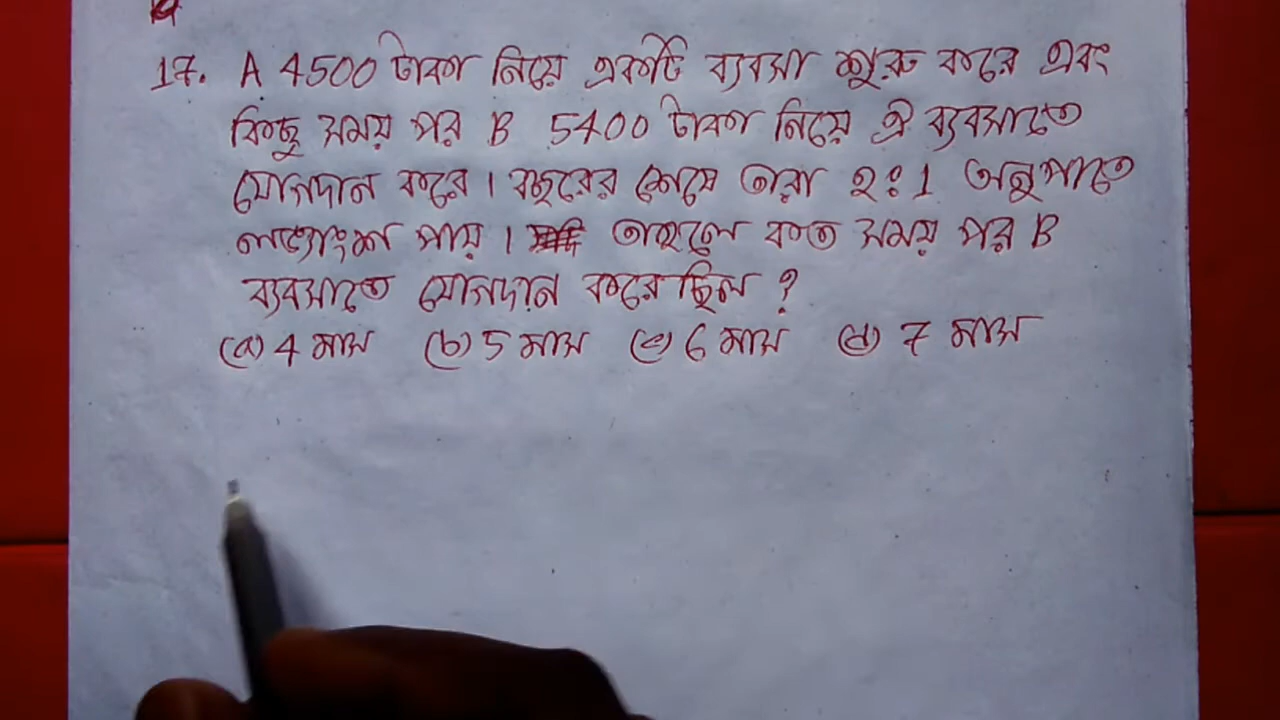 17. A 4500 টাকা নিয়ে একটি ব্যবসা শুরু করে এবং
কিছু সময় পর B 5400 টাকা নিয়ে ঐ ব্যবসাতে
যোগদান করে। বছরের শেষে তারা 2:1 অনুপাতে
লভ্যাংশ পায়। তাহলে কত সময় পর B
ব্যবসাতে যোগদান করেছিল ?
(a) 4 মাস (b) 5 মাস (c) 6 মাস (d) 7 মাস